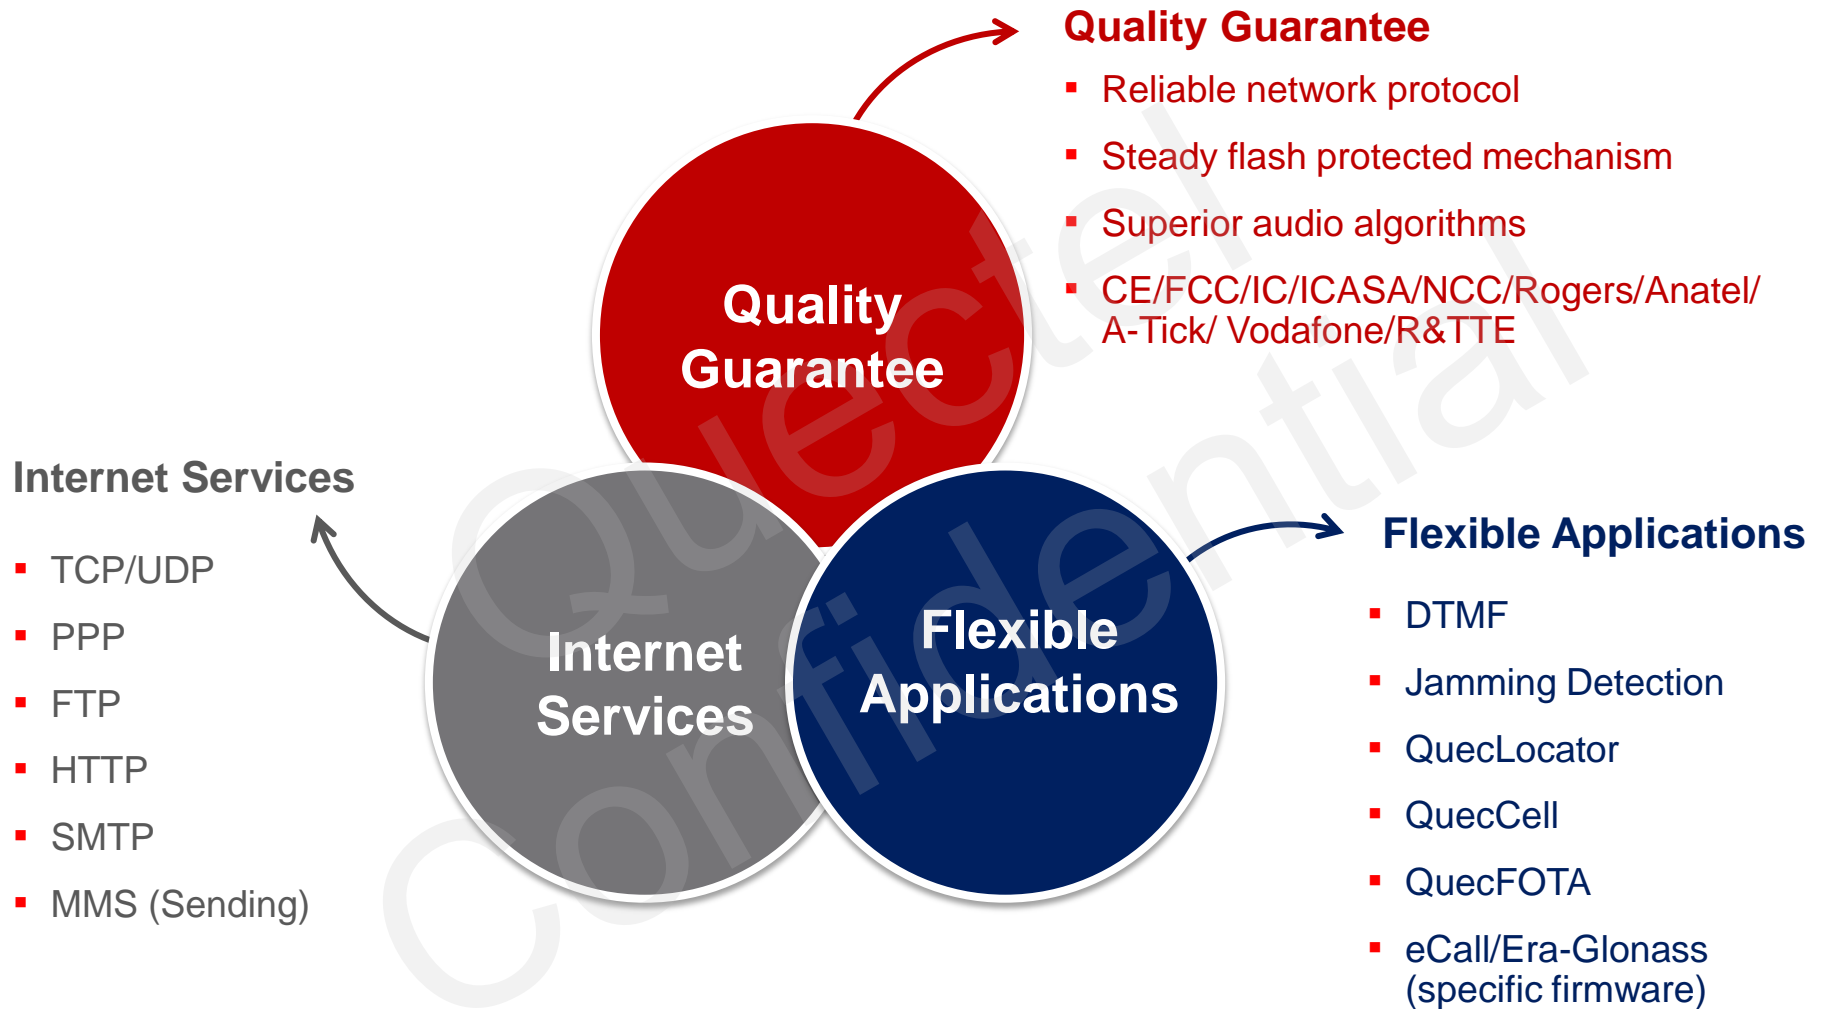 Quality Guarantee
▪ Reliable network protocol
▪ Steady flash protected mechanism
▪ Superior audio algorithms
▪ CE/FCC/IC/ICASA/NCC/Rogers/Anatel/
A-Tick/ Vodafone/R&TTE
Quality
Guarantee
Internet Services
▪ TCP/UDP
▪ PPP
▪ FTP
▪ HTTP
▪ SMTP
▪ MMS (Sending)
Internet
Services
Flexible
Applications
Flexible Applications
▪ DTMF
▪ Jamming Detection
▪ QuecLocator
▪ QuecCell
▪ QuecFOTA
▪ eCall/Era-Glonass
(specific firmware)
Quectel
Confidential